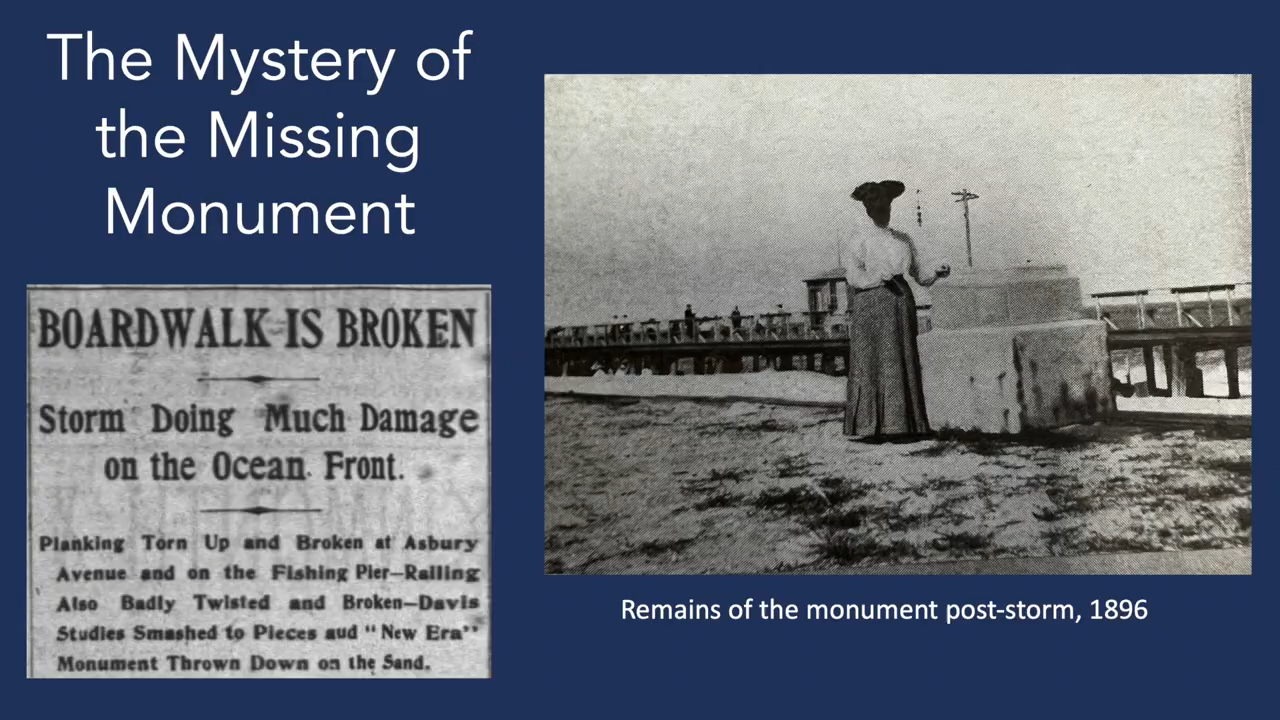 The Mystery of
the Missing
Monument
BOARDWALK IS BROKEN
Storm Doing Much Damage
on the Ocean Front.
Planking Torn Up and Broken at Asbury
Avenue and on the Fishing Pier—Railing
Also Badly Twisted and Broken—Davis
Studies Smashed to Pieces aud "New Era"
Monument Thrown Down on the Sand.
Remains of the monument post-storm, 1896